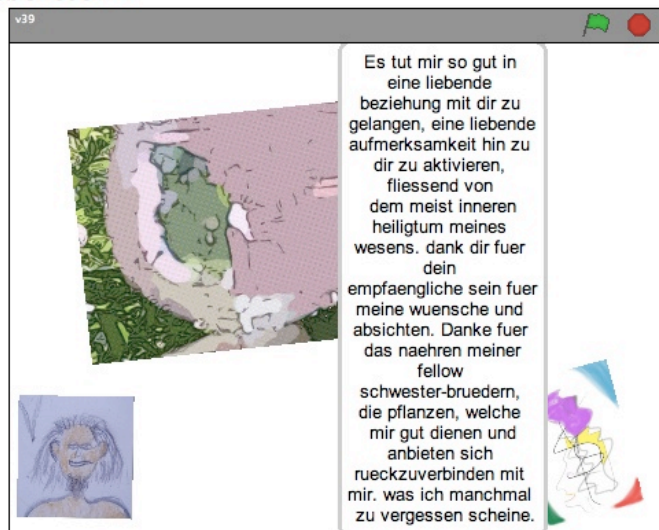 v39
Es tut mir so gut in
eine liebende
beziehung mit dir zu
gelangen, eine liebende
aufmerksamkeit hin zu
dir zu aktivieren,
fliessend von
dem meist inneren
heiligtum meines
wesens. dank dir fuer
dein
empfaengliche sein fuer
meine wuensche und
absichten. Danke fuer
das naehren meiner
fellow
schwester-bruedern,
die pflanzen, welche
mir gut dienen und
anbieten sich
rueckzuverbinden mit
mir. was ich manchmal
zu vergessen scheine.